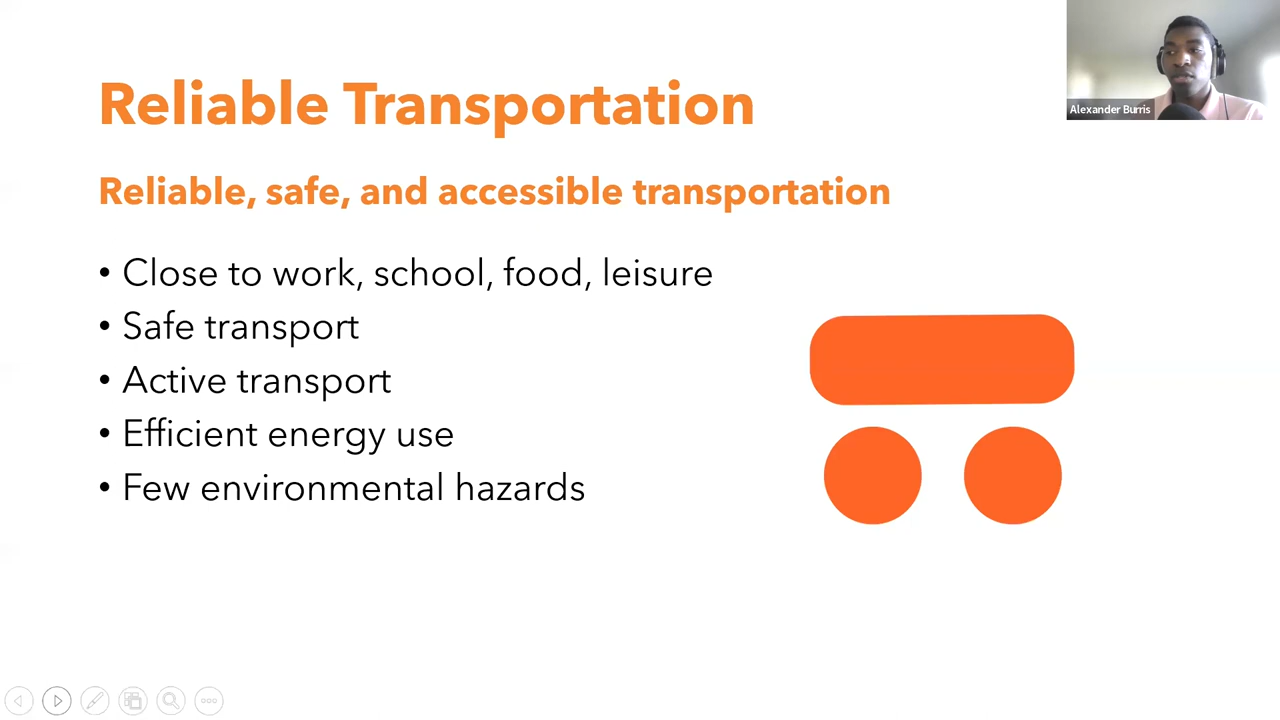 Reliable Transportation
Alexander Burris
Reliable, safe, and accessible transportation
• Close to work, school, food, leisure
• Safe transport
• Active transport
• Efficient energy use
• Few environmental hazards